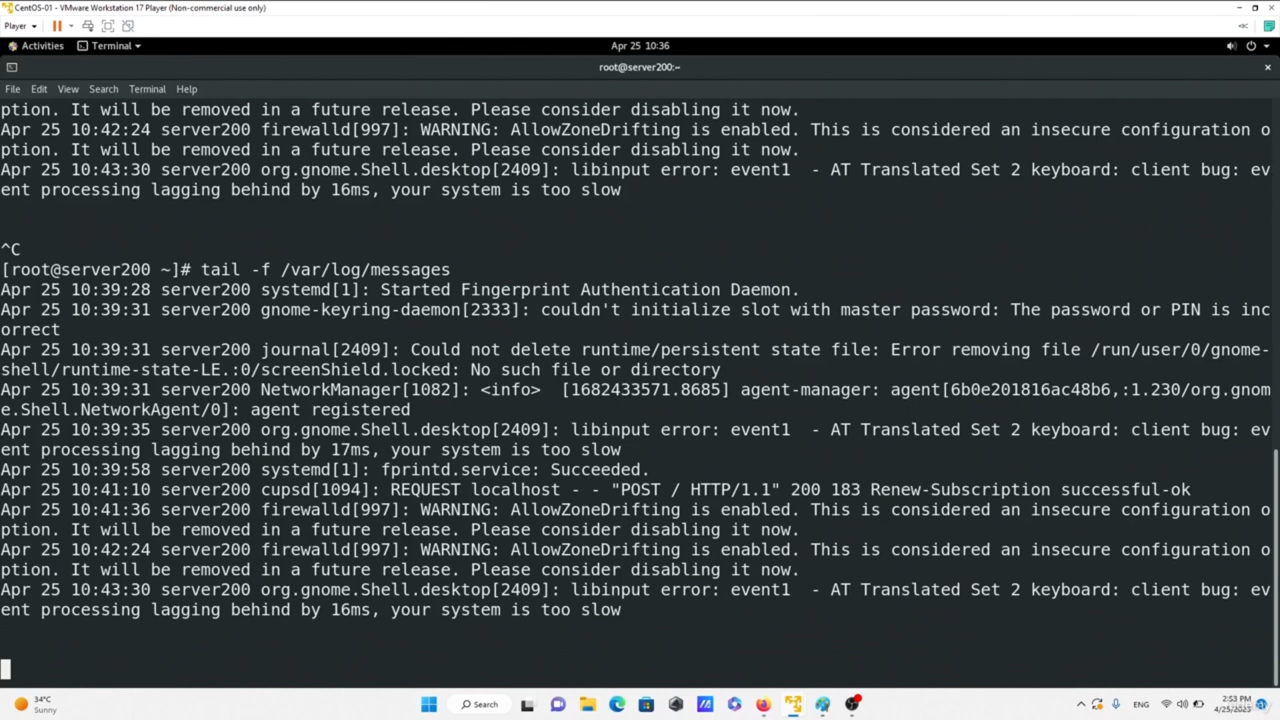 CentOS-01 - VMware Workstation 17 Player (Non-commercial use only)
Player
Activities Terminal Apr 25 10:36
root@server200:~
File Edit View Search Terminal Help
ption. It will be removed in a future release. Please consider disabling it now.
Apr 25 10:42:24 server200 firewalld[997]: WARNING: AllowZoneDrifting is enabled. This is considered an insecure configuration o
ption. It will be removed in a future release. Please consider disabling it now.
Apr 25 10:43:30 server200 org.gnome.Shell.desktop[2409]: libinput error: event1  - AT Translated Set 2 keyboard: client bug: ev
ent processing lagging behind by 16ms, your system is too slow
^C
[root@server200 ~]# tail -f /var/log/messages
Apr 25 10:39:28 server200 systemd[1]: Started Fingerprint Authentication Daemon.
Apr 25 10:39:31 server200 gnome-keyring-daemon[2333]: couldn't initialize slot with master password: The password or PIN is inc
orrect
Apr 25 10:39:31 server200 journal[2409]: Could not delete runtime/persistent state file: Error removing file /run/user/0/gnome-
shell/runtime-state-LE.:0/screenShield.locked: No such file or directory
Apr 25 10:39:31 server200 NetworkManager[1082]: <info>  [1682433571.8685] agent-manager: agent[6b0e201816ac48b6,:1.230/org.gnom
e.Shell.NetworkAgent/0]: agent registered
Apr 25 10:39:35 server200 org.gnome.Shell.desktop[2409]: libinput error: event1  - AT Translated Set 2 keyboard: client bug: ev
ent processing lagging behind by 17ms, your system is too slow
Apr 25 10:39:58 server200 systemd[1]: fprintd.service: Succeeded.
Apr 25 10:41:10 server200 cupsd[1094]: REQUEST localhost - - "POST / HTTP/1.1" 200 183 Renew-Subscription successful-ok
Apr 25 10:41:36 server200 firewalld[997]: WARNING: AllowZoneDrifting is enabled. This is considered an insecure configuration o
ption. It will be removed in a future release. Please consider disabling it now.
Apr 25 10:42:24 server200 firewalld[997]: WARNING: AllowZoneDrifting is enabled. This is considered an insecure configuration o
ption. It will be removed in a future release. Please consider disabling it now.
Apr 25 10:43:30 server200 org.gnome.Shell.desktop[2409]: libinput error: event1  - AT Translated Set 2 keyboard: client bug: ev
ent processing lagging behind by 16ms, your system is too slow
34°C
Sunny
Search
ENG
2:53 PM
4/25/2023